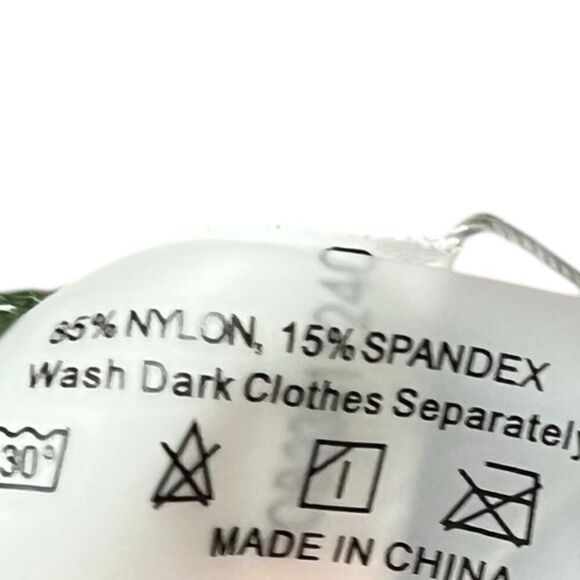 85% NYLON, 15% SPANDEX
Wash Dark Clothes Separately
30°
MADE IN CHINA